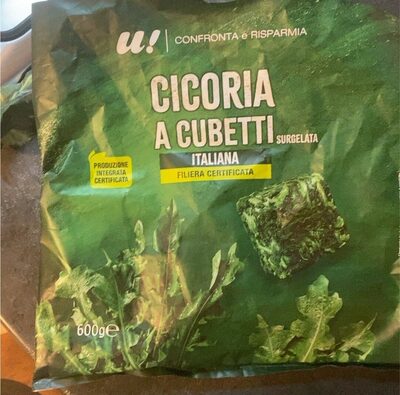 u! CONFRONTA e RISPARMIA
CICORIA
A CUBETTI SURGELATA
ITALIANA
FILIERA CERTIFICATA
PRODUZIONE
INTEGRATA
CERTIFICATA
600g℮